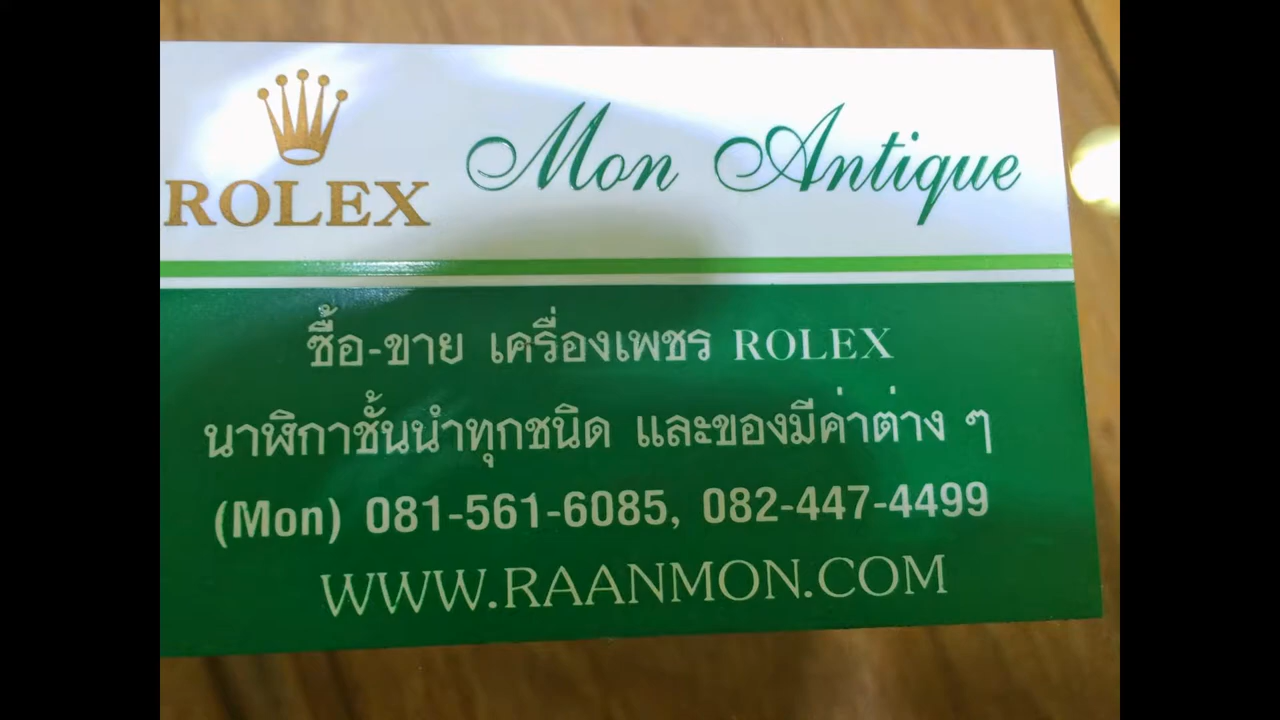 ROLEX Mon Antique
ซื้อ-ขาย เครื่องเพชร ROLEX
นาฬิกาชั้นนำทุกชนิด และของมีค่าต่าง ๆ
(Mon) 081-561-6085, 082-447-4499
WWW.RAANMON.COM